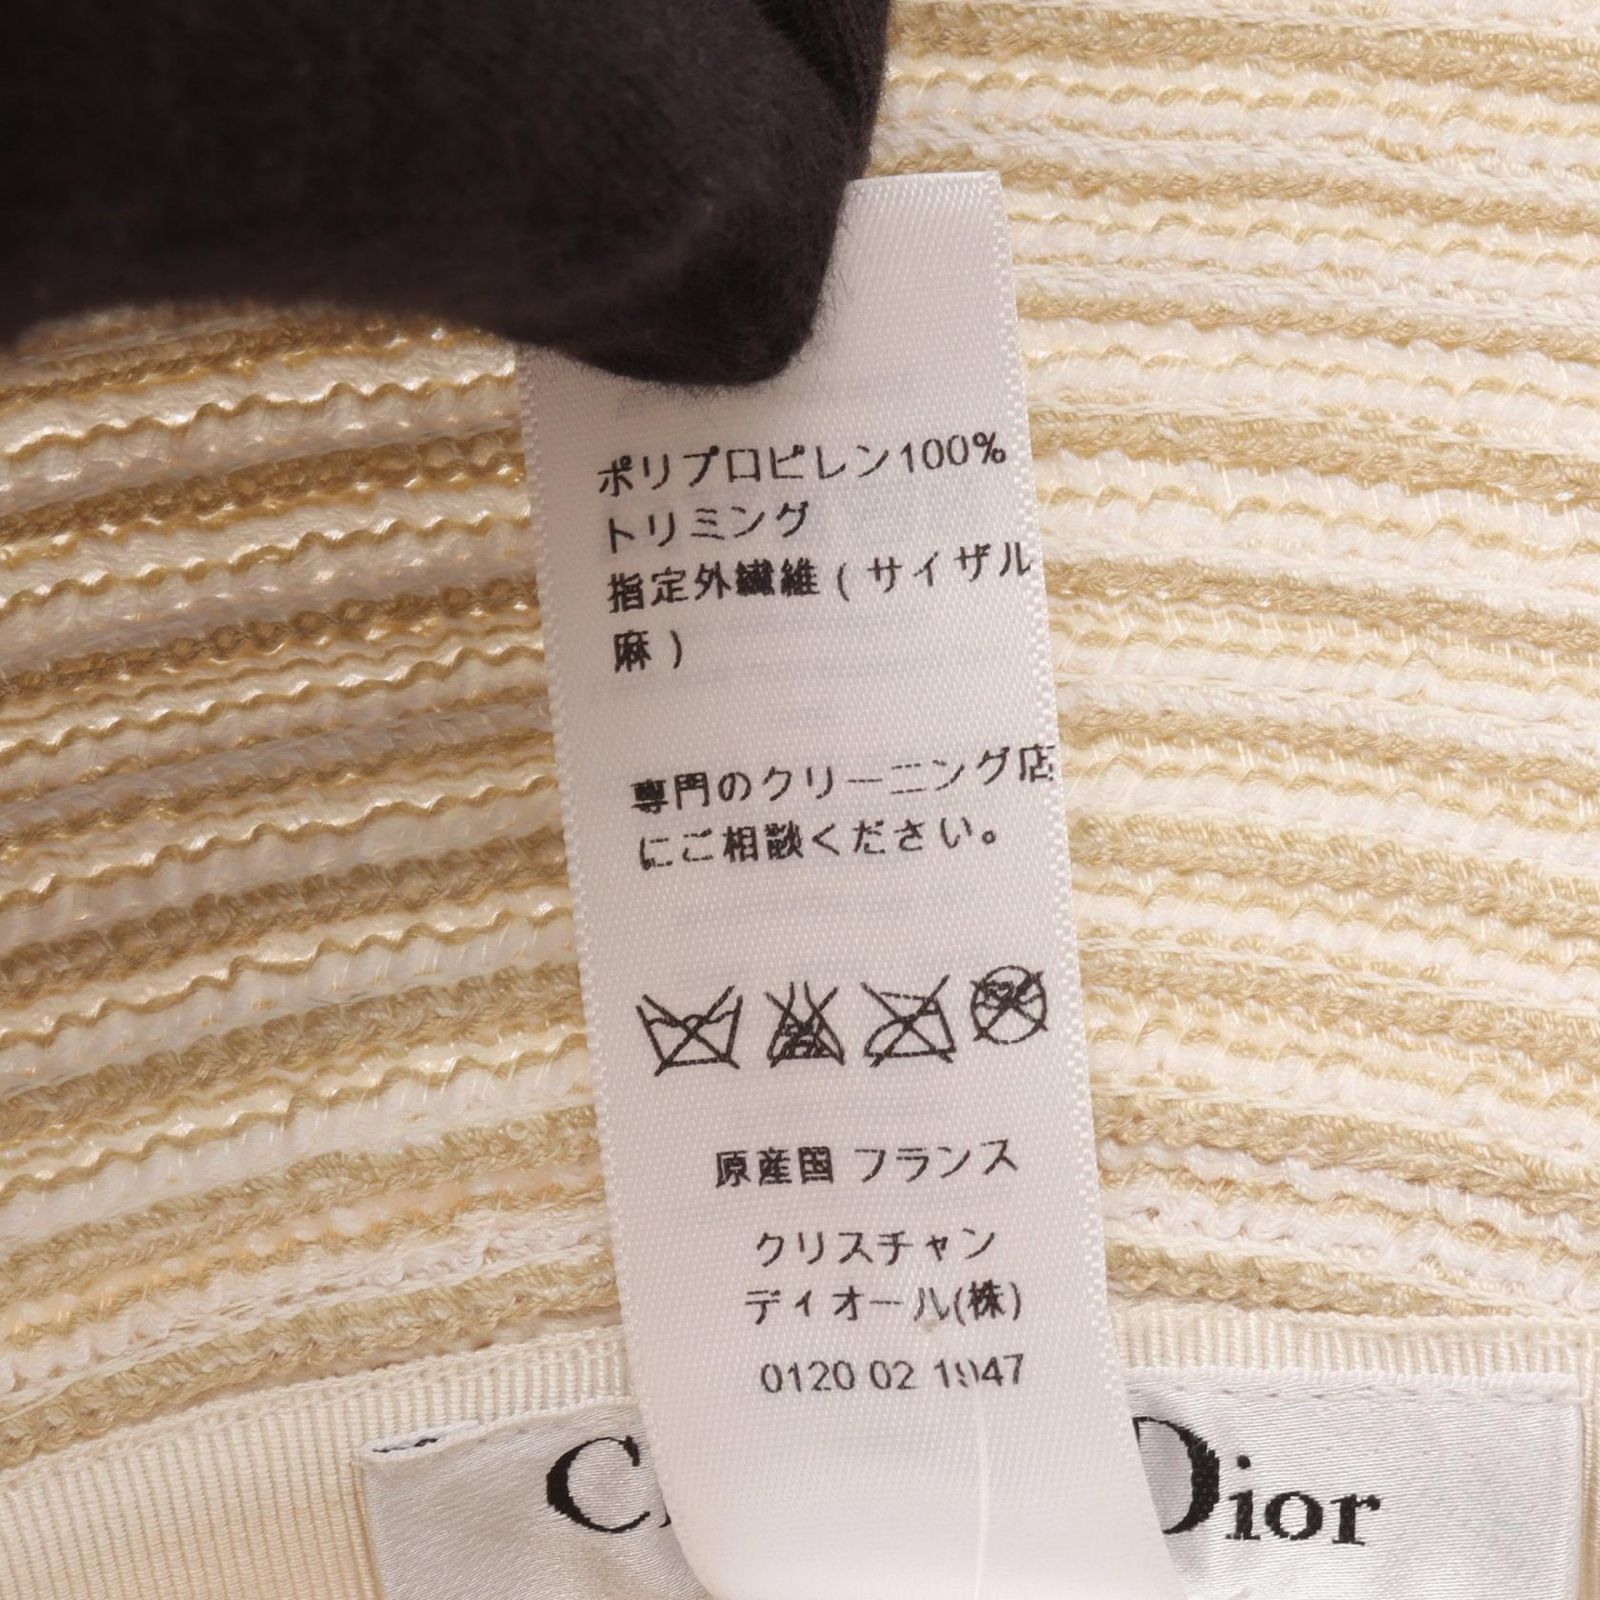 ポリプロピレン100%
トリミング
指定外繊維 ( サイザル
麻 )
専門のクリーニング店
にご相談ください。
原産国 フランス
クリスチャン
ディオール(株)
0120 02 1947
Dior